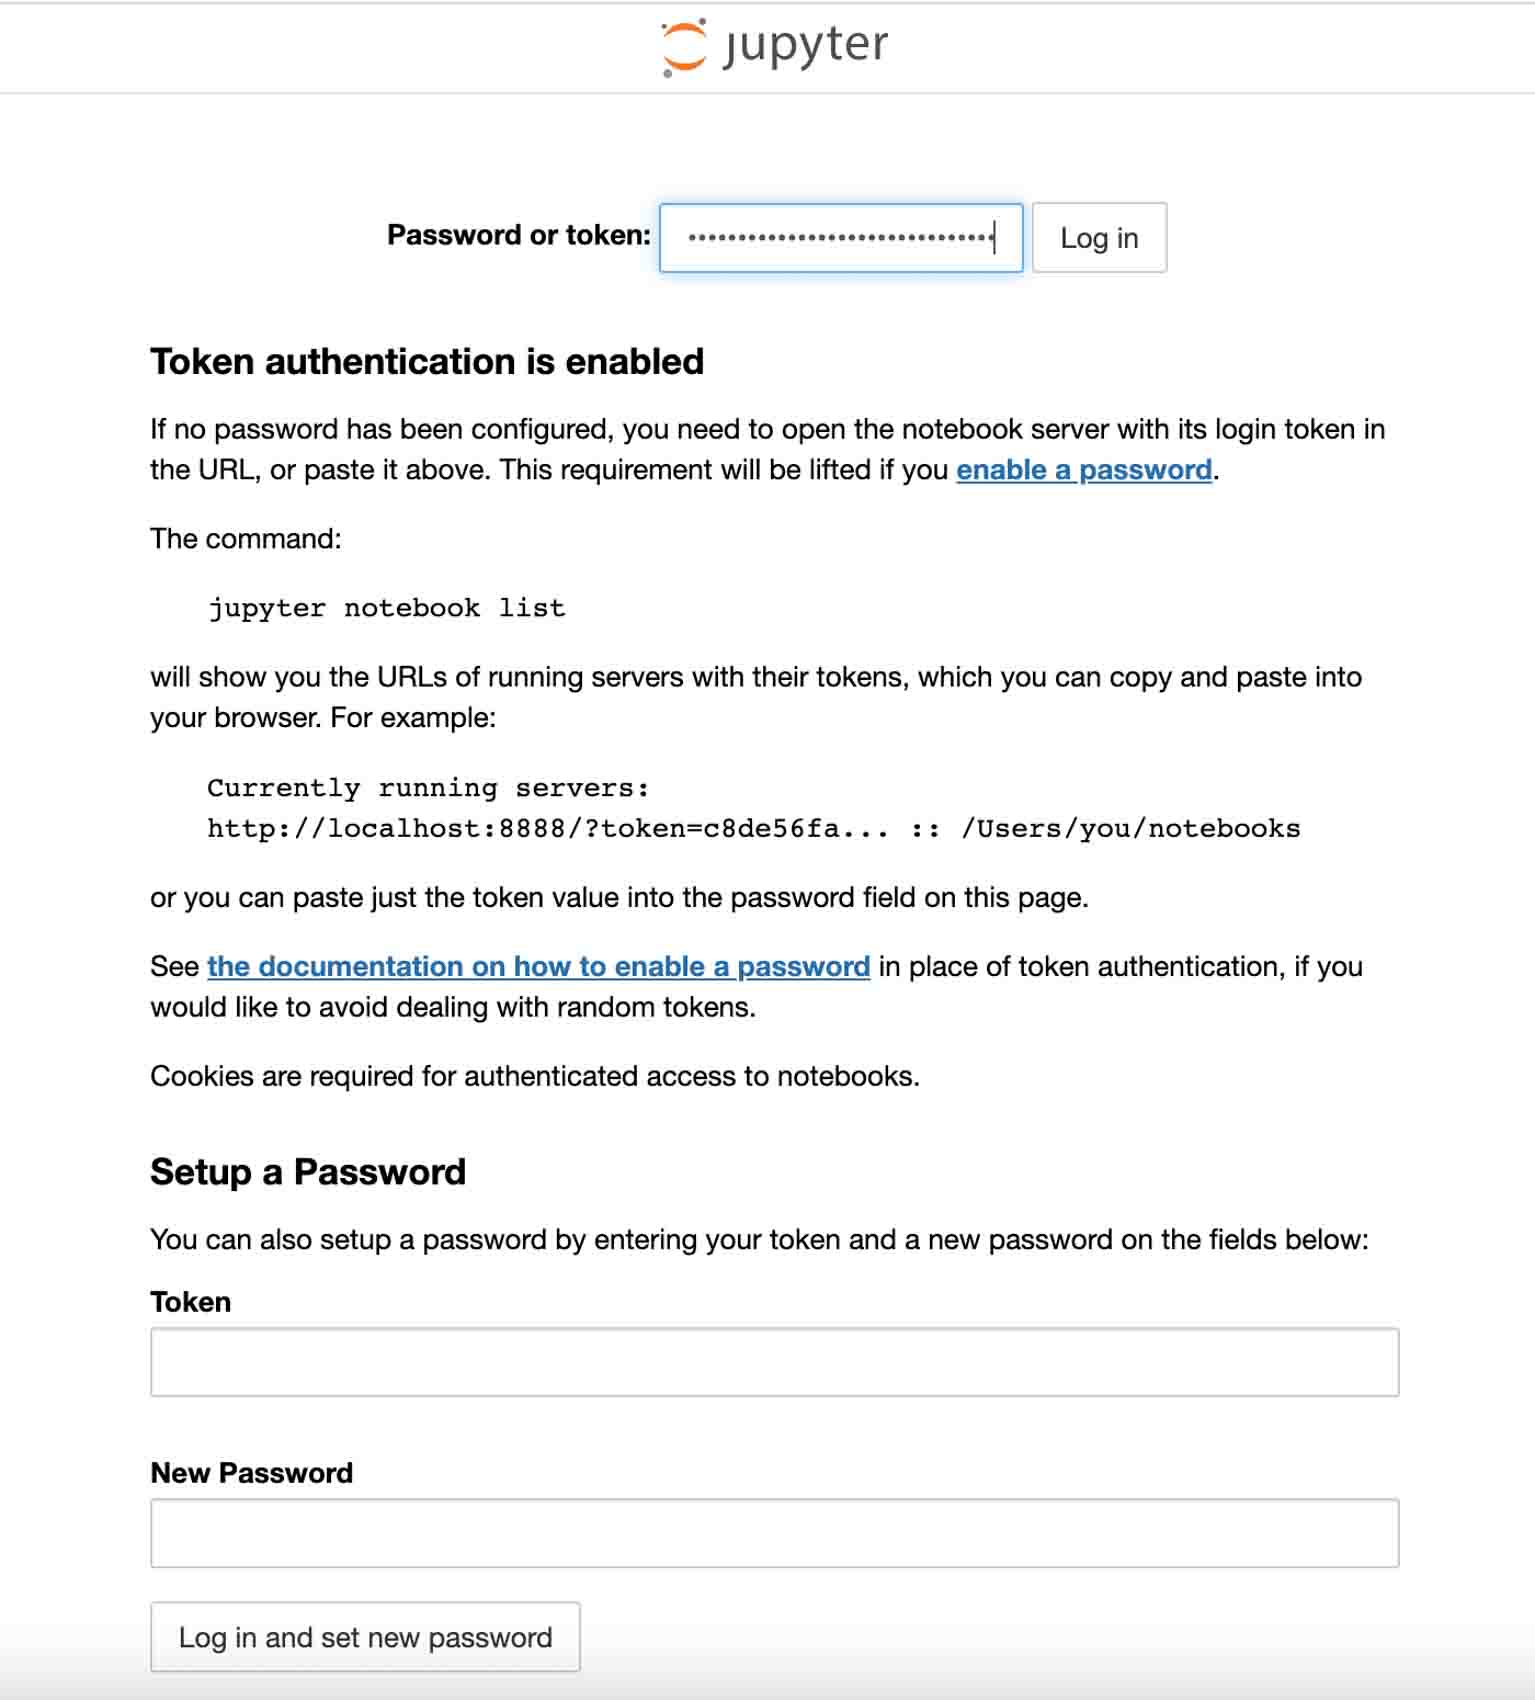 jupyter
Password or token:
Log in
Token authentication is enabled
If no password has been configured, you need to open the notebook server with its login token in
the URL, or paste it above. This requirement will be lifted if you enable a password.
The command:
jupyter notebook list
will show you the URLs of running servers with their tokens, which you can copy and paste into
your browser. For example:
Currently running servers:
http://localhost:8888/?token=c8de56fa... :: /Users/you/notebooks
or you can paste just the token value into the password field on this page.
See the documentation on how to enable a password in place of token authentication, if you
would like to avoid dealing with random tokens.
Cookies are required for authenticated access to notebooks.
Setup a Password
You can also setup a password by entering your token and a new password on the fields below:
Token
New Password
Log in and set new password